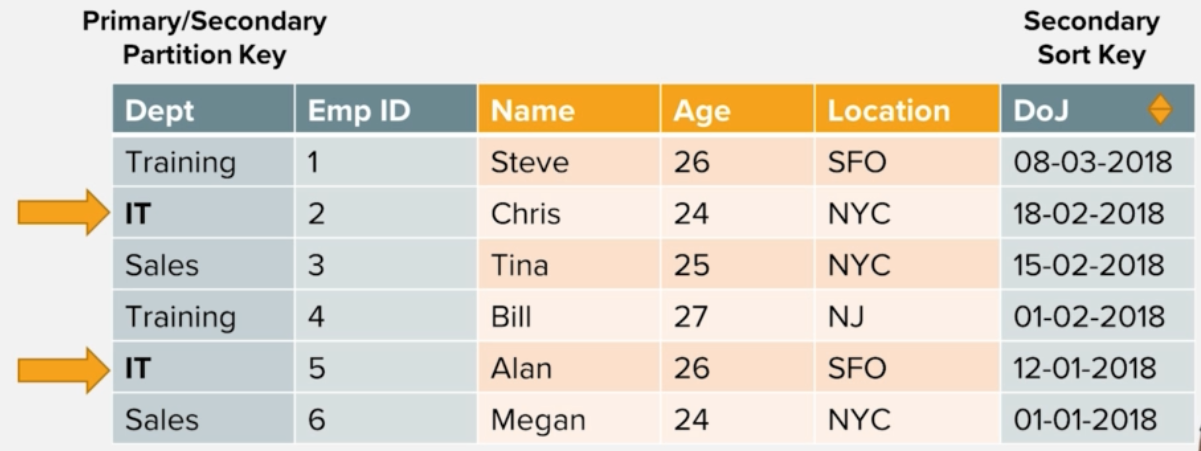 Primary/Secondary
Partition Key
Secondary
Sort Key
Dept Emp ID Name Age Location DoJ
Training 1 Steve 26 SFO 08-03-2018
IT 2 Chris 24 NYC 18-02-2018
Sales 3 Tina 25 NYC 15-02-2018
Training 4 Bill 27 NJ 01-02-2018
IT 5 Alan 26 SFO 12-01-2018
Sales 6 Megan 24 NYC 01-01-2018